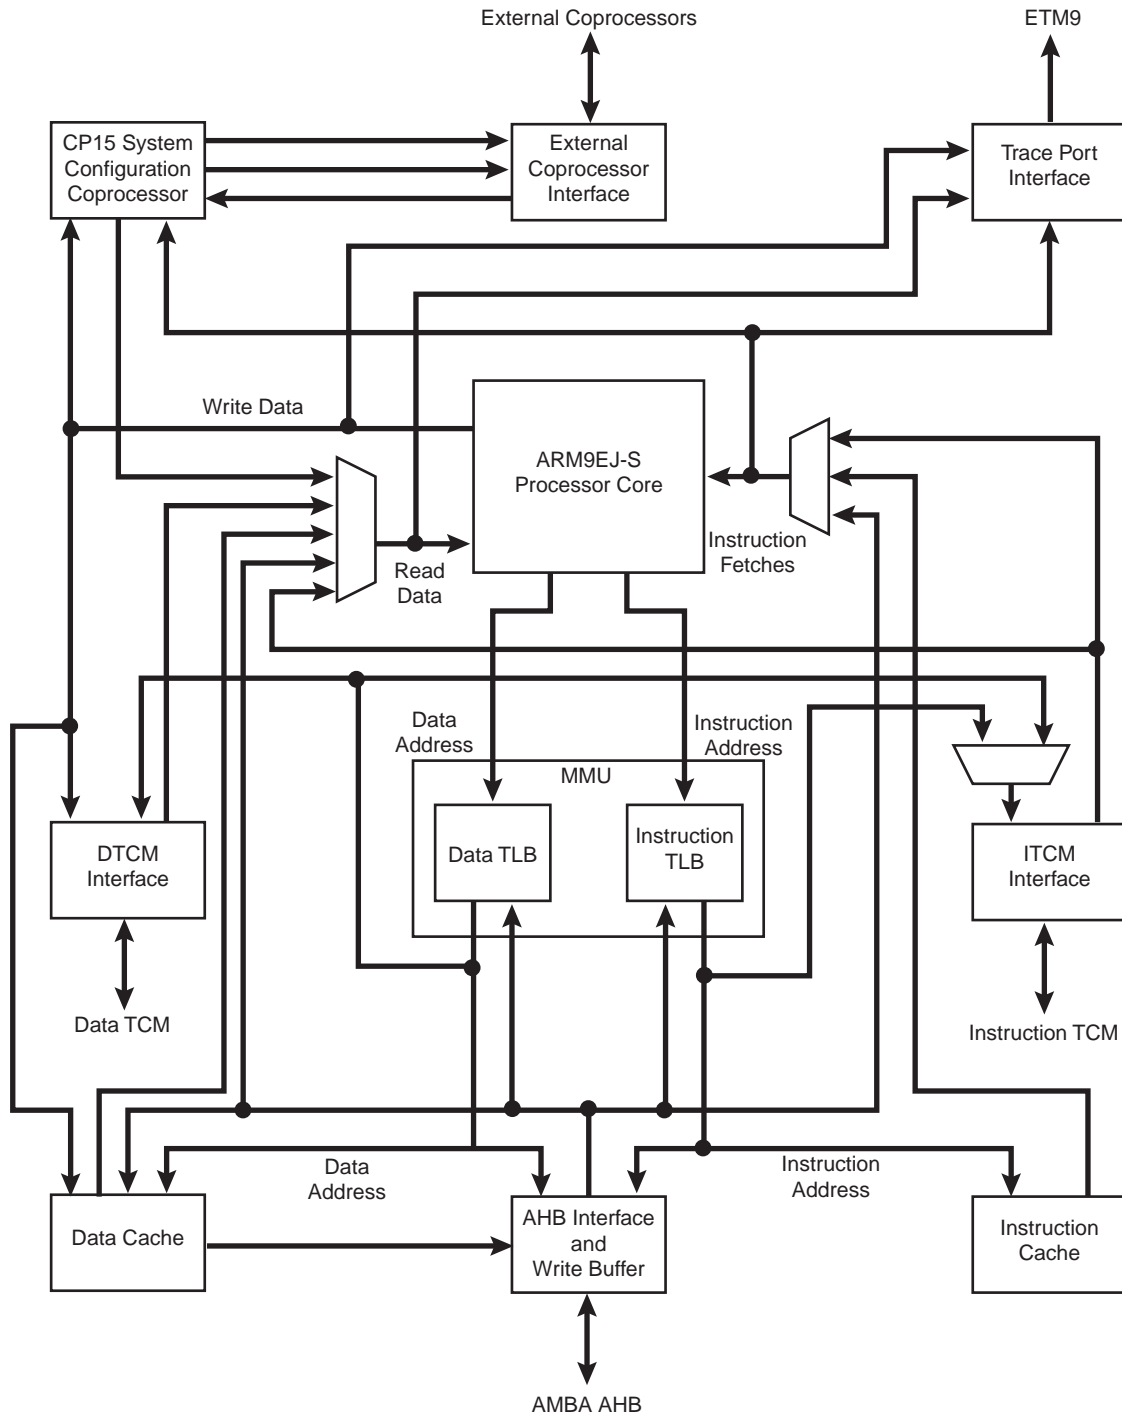 External Coprocessors
ETM9
CP15 System
Configuration
Coprocessor
External
Coprocessor
Interface
Trace Port
Interface
Write Data
ARM9EJ-S
Processor Core
Instruction
Fetches
Read
Data
Data
Address
Instruction
Address
MMU
DTCM
Interface
Data TLB
Instruction
TLB
ITCM
Interface
Data TCM
Instruction TCM
Data
Address
Instruction
Address
Data Cache
AHB Interface
and
Write Buffer
Instruction
Cache
AMBA AHB